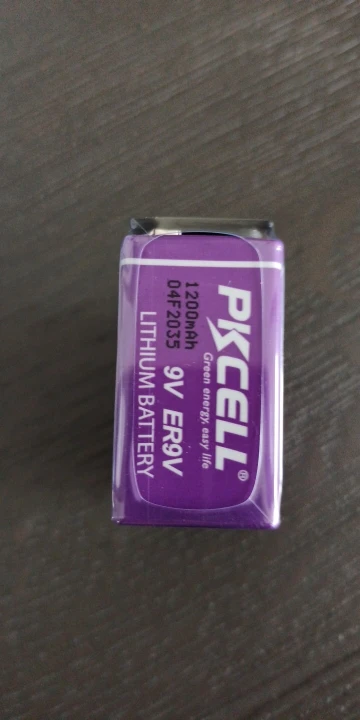 PKCELL®
Green energy, easy life
1200mAh
04F2035
9V ER9V
LITHIUM BATTERY